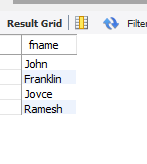 Result Grid Filter
fname
John
Franklin
Joyce
Ramesh